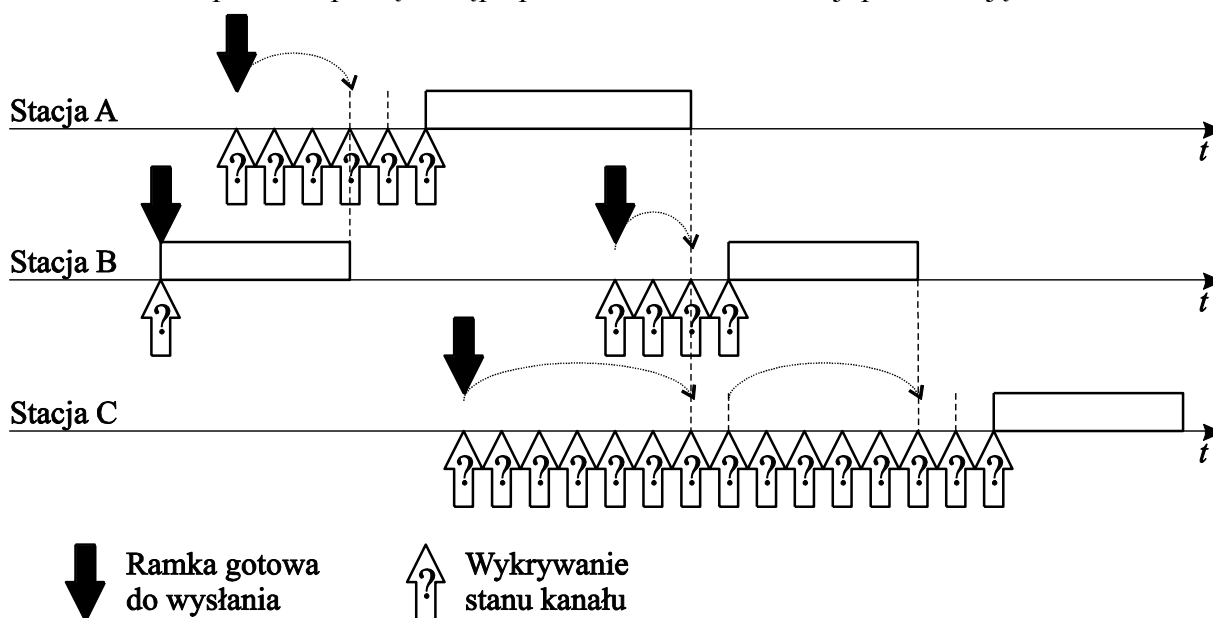 Stacja A
t
Stacja B
t
Stacja C
t
? ? ? ? ? ?
?
? ? ? ?
? ? ? ? ? ? ? ? ? ? ? ? ? ? ?
Ramka gotowa
do wysłania
?
Wykrywanie
stanu kanału